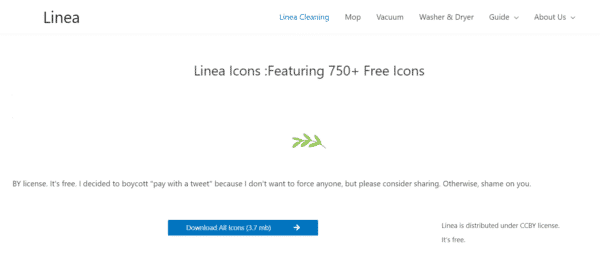 Linea
Linea Cleaning Mop Vacuum Washer & Dryer Guide About Us
Linea Icons :Featuring 750+ Free Icons
BY license. It's free. I decided to boycott "pay with a tweet" because I don't want to force anyone, but please consider sharing. Otherwise, shame on you.
Download All Icons (3.7 mb)
Linea is distributed under CCBY license.
It's free.